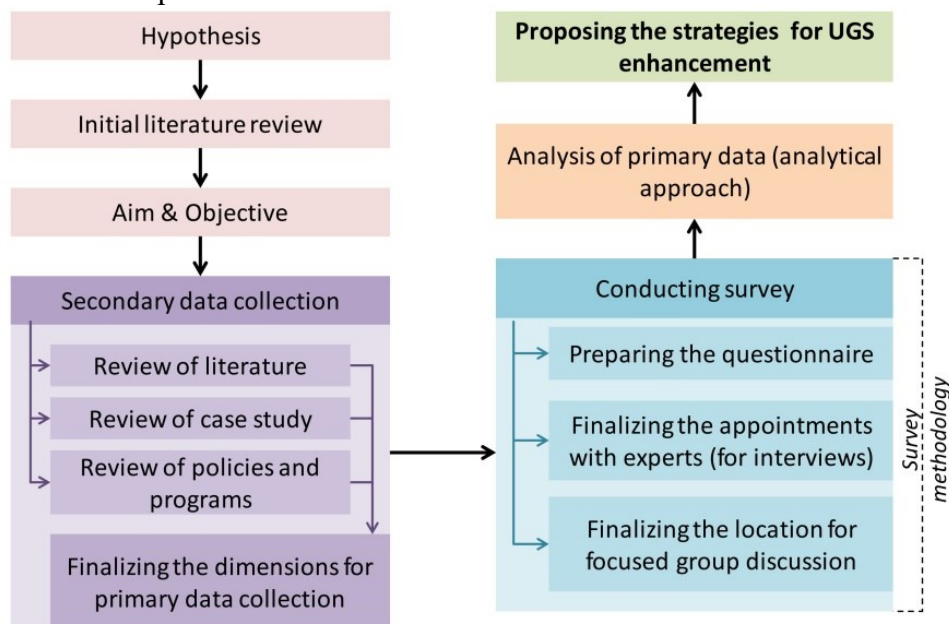 Hypothesis
Initial literature review
Aim & Objective
Secondary data collection
Review of literature
Review of case study
Review of policies and
programs
Finalizing the dimensions for
primary data collection
Proposing the strategies for UGS
enhancement
Analysis of primary data (analytical
approach)
Conducting survey
Preparing the questionnaire
Finalizing the appointments
with experts (for interviews)
Finalizing the location for
focused group discussion
Survey
methodology